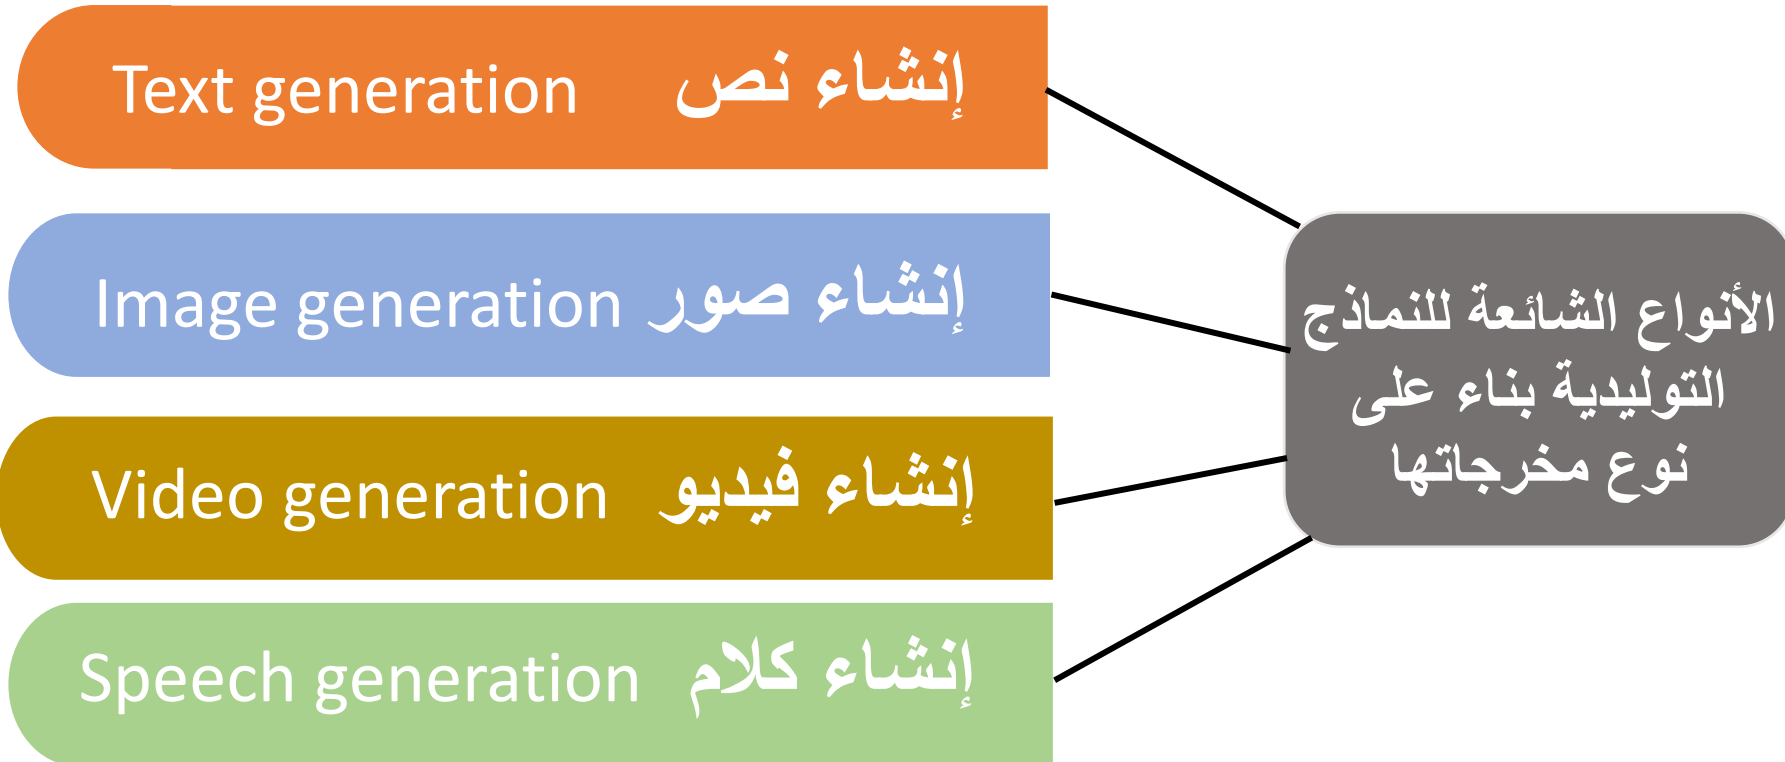 الأنواع الشائعة للنماذج
التوليدية بناء على
نوع مخرجاتها
إنشاء نص Text generation
إنشاء صور Image generation
إنشاء فيديو Video generation
إنشاء كلام Speech generation